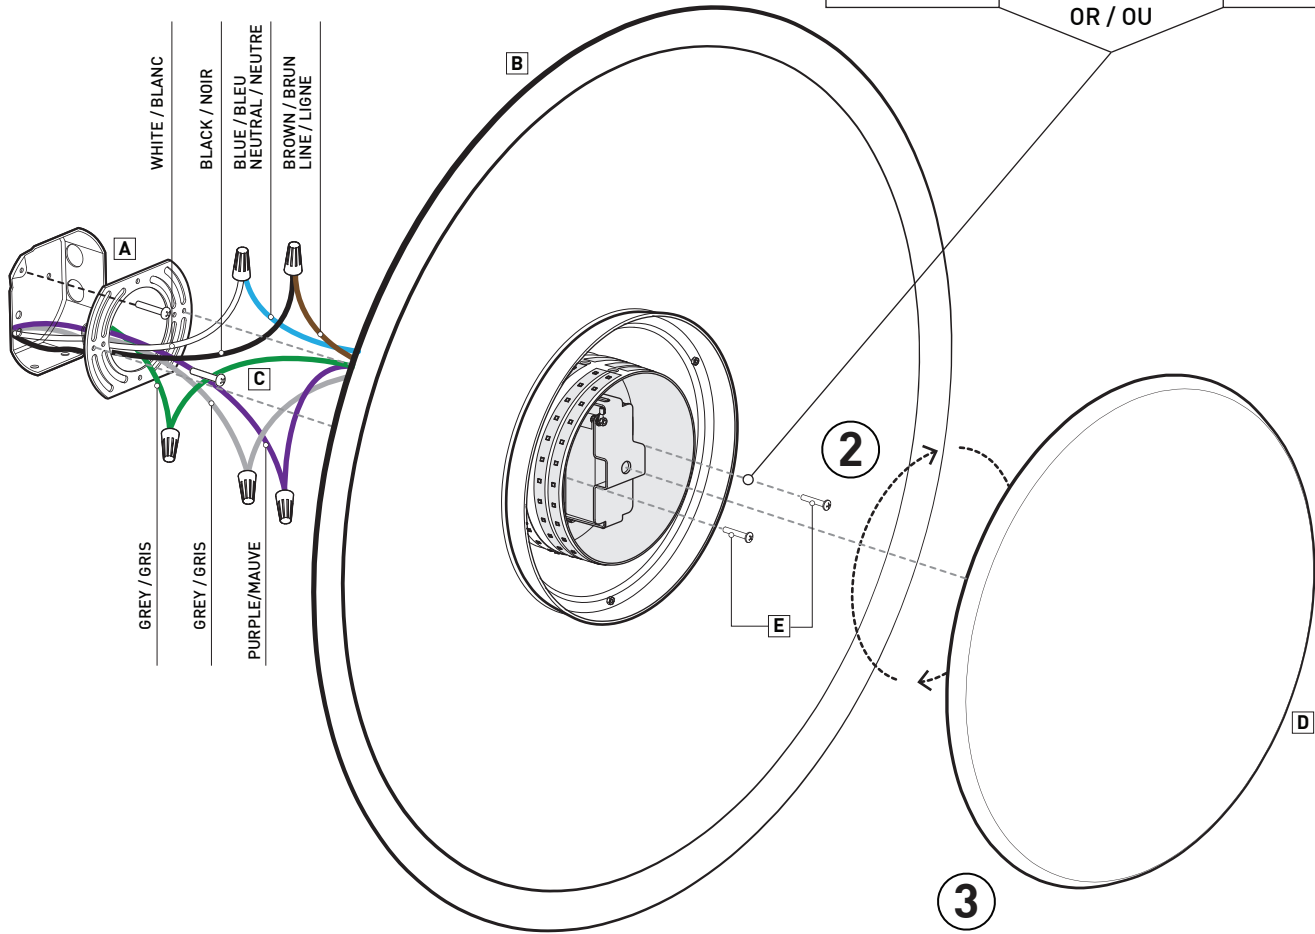 OR / OU
B
WHITE / BLANC
BLACK / NOIR
BLUE / BLEU
NEUTRAL / NEUTRE
BROWN / BRUN
LINE / LIGNE
A
C
2
GREY / GRIS
GREY / GRIS
PURPLE/MAUVE
E
D
3